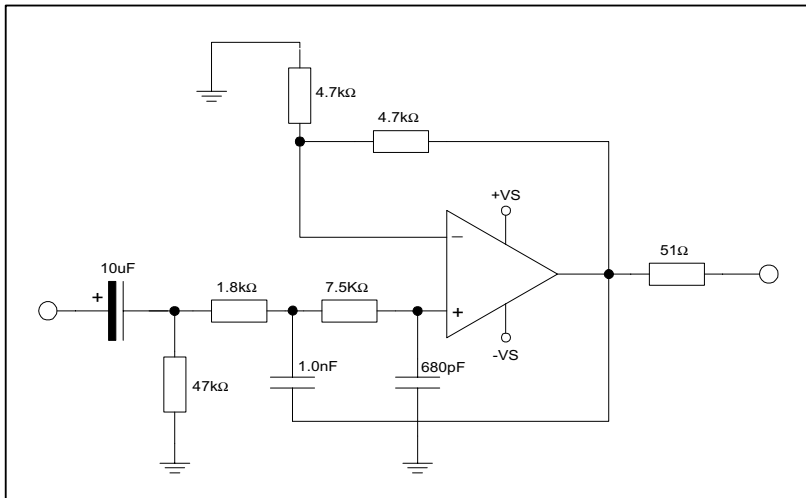 4.7kΩ
4.7kΩ
+VS
−
51Ω
10uF
+
1.8kΩ
7.5KΩ
+
-VS
1.0nF
680pF
47kΩ